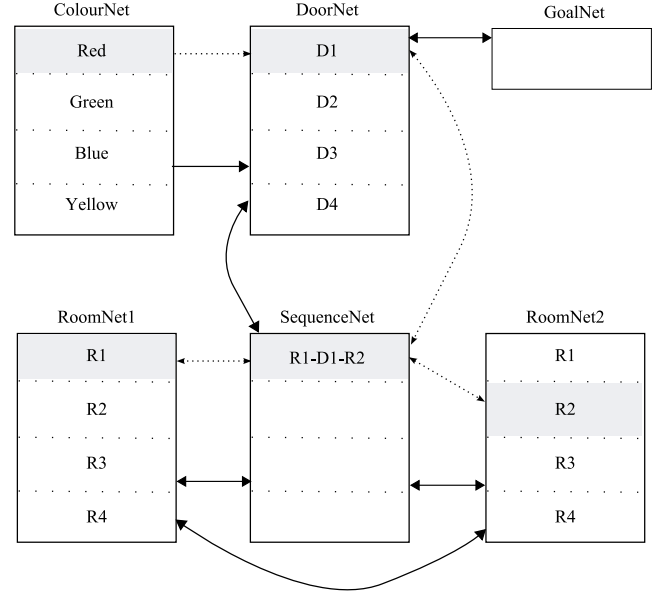 ColourNet
DoorNet
GoalNet
Red
D1
Green
D2
Blue
D3
Yellow
D4
RoomNet1
SequenceNet
RoomNet2
R1
R1-D1-R2
R1
R2
R2
R3
R3
R4
R4